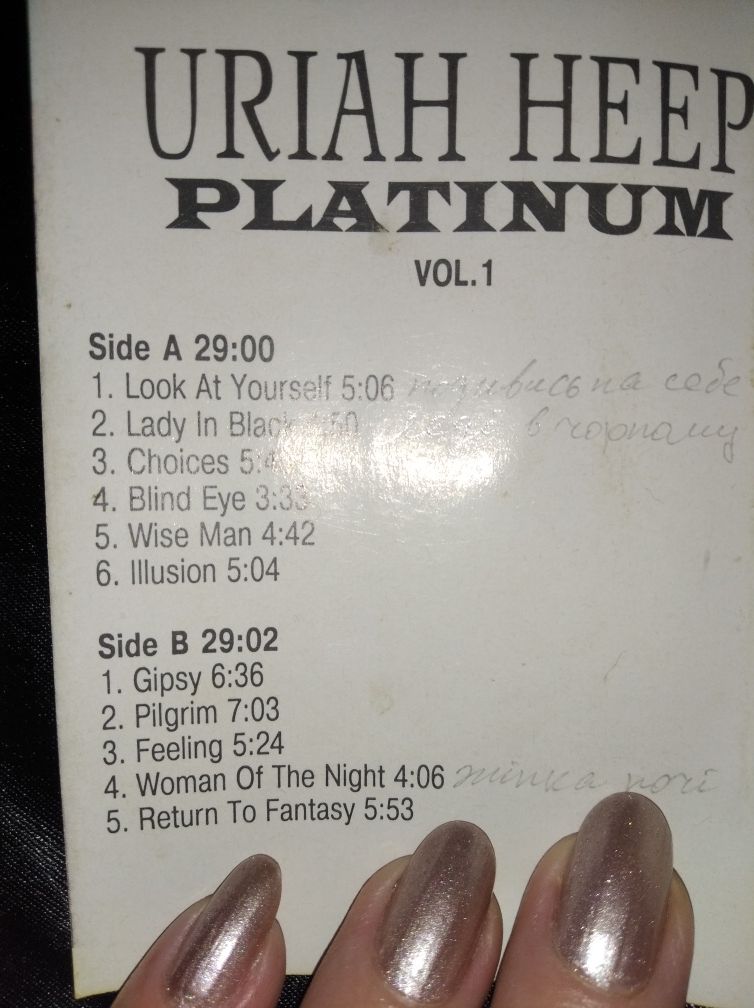 URIAH HEEP
PLATINUM
VOL.1
Side A 29:00
1. Look At Yourself 5:06 подивись на себе
2. Lady In Black в чорному
3. Choices
4. Blind Eye 3:33
5. Wise Man 4:42
6. Illusion 5:04
Side B 29:02
1. Gipsy 6:36
2. Pilgrim 7:03
3. Feeling 5:24
4. Woman Of The Night 4:06 жінка ночі
5. Return To Fantasy 5:53